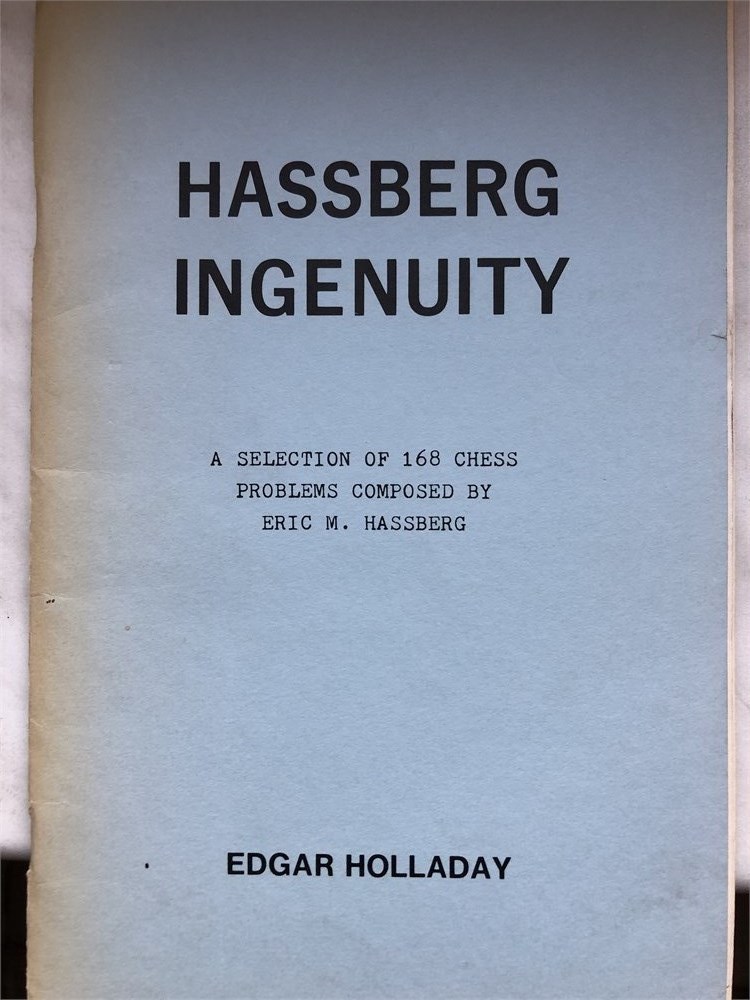 HASSBERG
INGENUITY
A SELECTION OF 168 CHESS
PROBLEMS COMPOSED BY
ERIC M. HASSBERG
EDGAR HOLLADAY